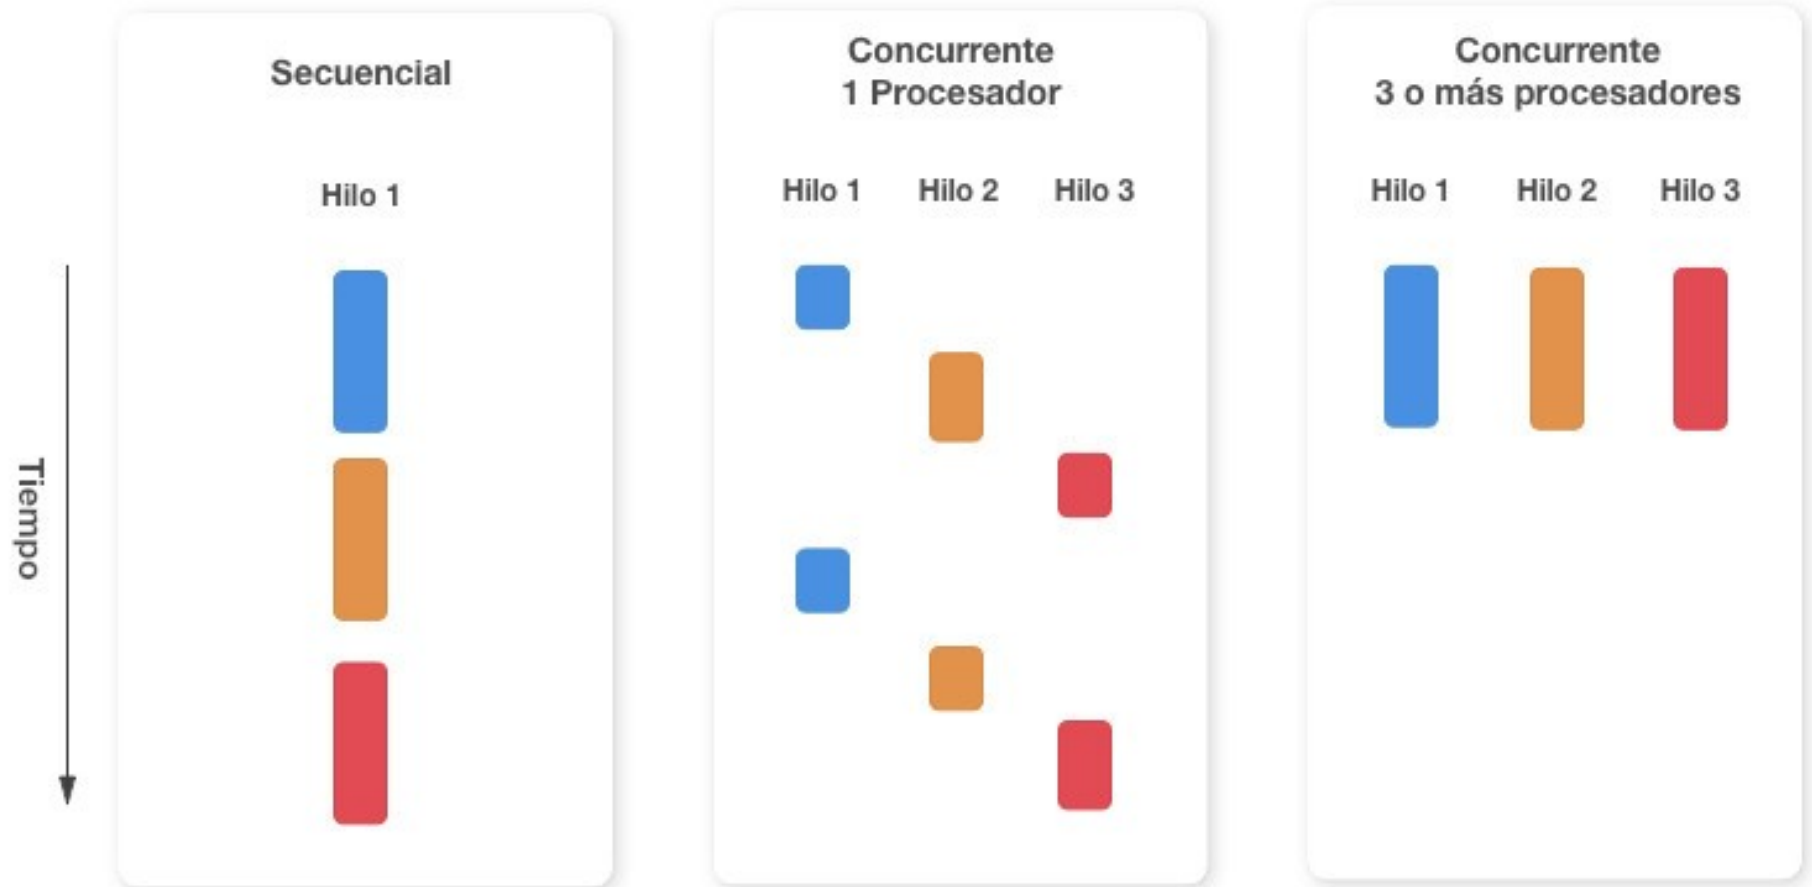 Secuencial
Hilo 1
Concurrente
1 Procesador
Hilo 1 Hilo 2 Hilo 3
Concurrente
3 o más procesadores
Hilo 1 Hilo 2 Hilo 3
Tiempo